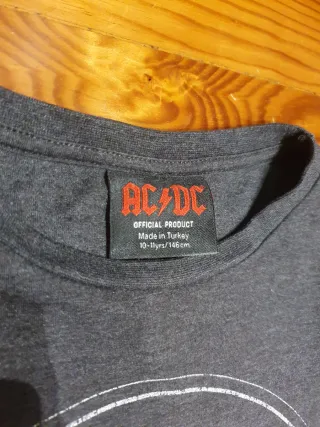 AC⚡DC
OFFICIAL PRODUCT
Made in Turkey
10-11yrs/146cm